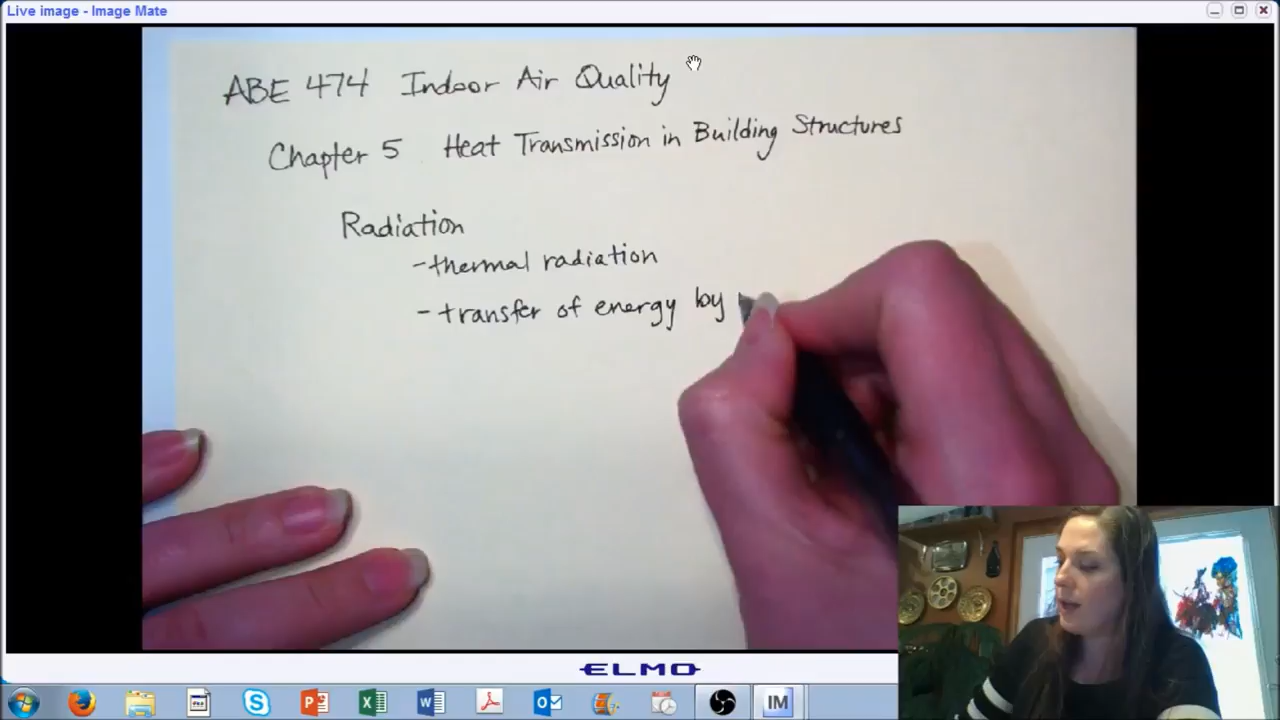 Live image - Image Mate
ABE 474 Indoor Air Quality
Chapter 5 Heat Transmission in Building Structures
Radiation
-thermal radiation
-transfer of energy by
ELMO
IM